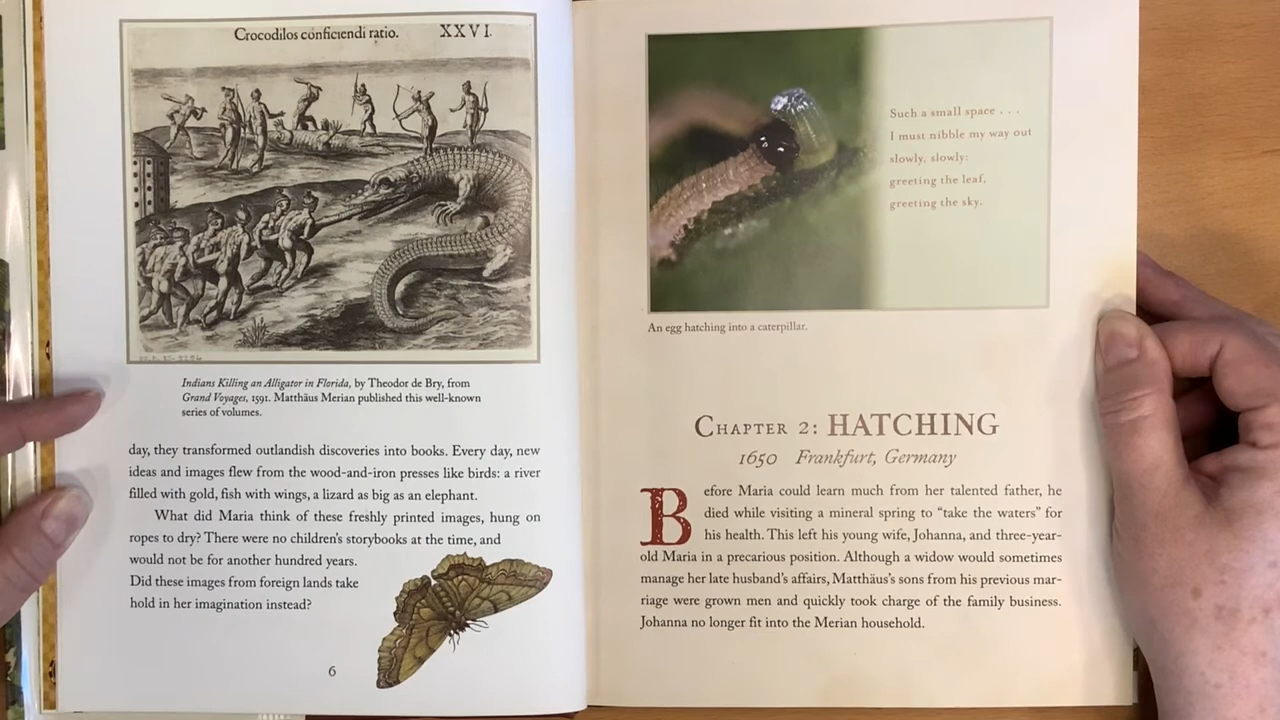 Crocodilos conficiendi ratio. XXVI.
Indians Killing an Alligator in Florida, by Theodor de Bry, from
Grand Voyages, 1591. Matthäus Merian published this well-known
series of volumes.
day, they transformed outlandish discoveries into books. Every day, new
ideas and images flew from the wood-and-iron presses like birds: a river
filled with gold, fish with wings, a lizard as big as an elephant.
What did Maria think of these freshly printed images, hung on
ropes to dry? There were no children's storybooks at the time, and
would not be for another hundred years.
Did these images from foreign lands take
hold in her imagination instead?
6
Such a small space . . .
I must nibble my way out
slowly, slowly:
greeting the leaf,
greeting the sky.
An egg hatching into a caterpillar.
CHAPTER 2: HATCHING
1650 Frankfurt, Germany
Before Maria could learn much from her talented father, he
died while visiting a mineral spring to "take the waters" for
his health. This left his young wife, Johanna, and three-year-
old Maria in a precarious position. Although a widow would sometimes
manage her late husband's affairs, Matthäus's sons from his previous mar-
riage were grown men and quickly took charge of the family business.
Johanna no longer fit into the Merian household.